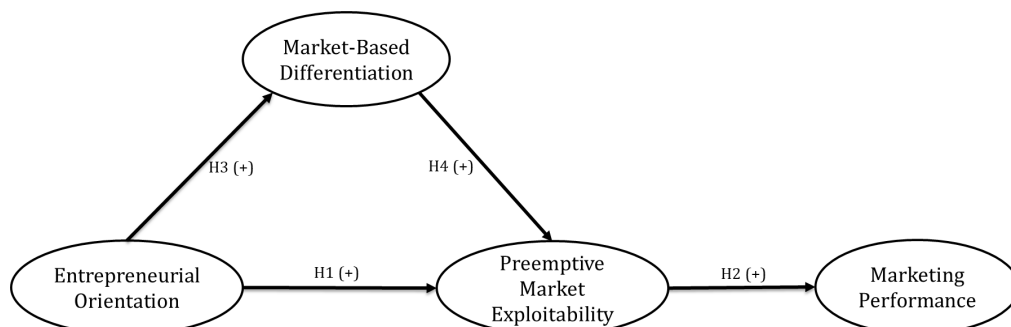 Market-Based
Differentiation
H3 (+)
H4 (+)
Entrepreneurial
Orientation
H1 (+)
Preemptive
Market
Exploitability
H2 (+)
Marketing
Performance